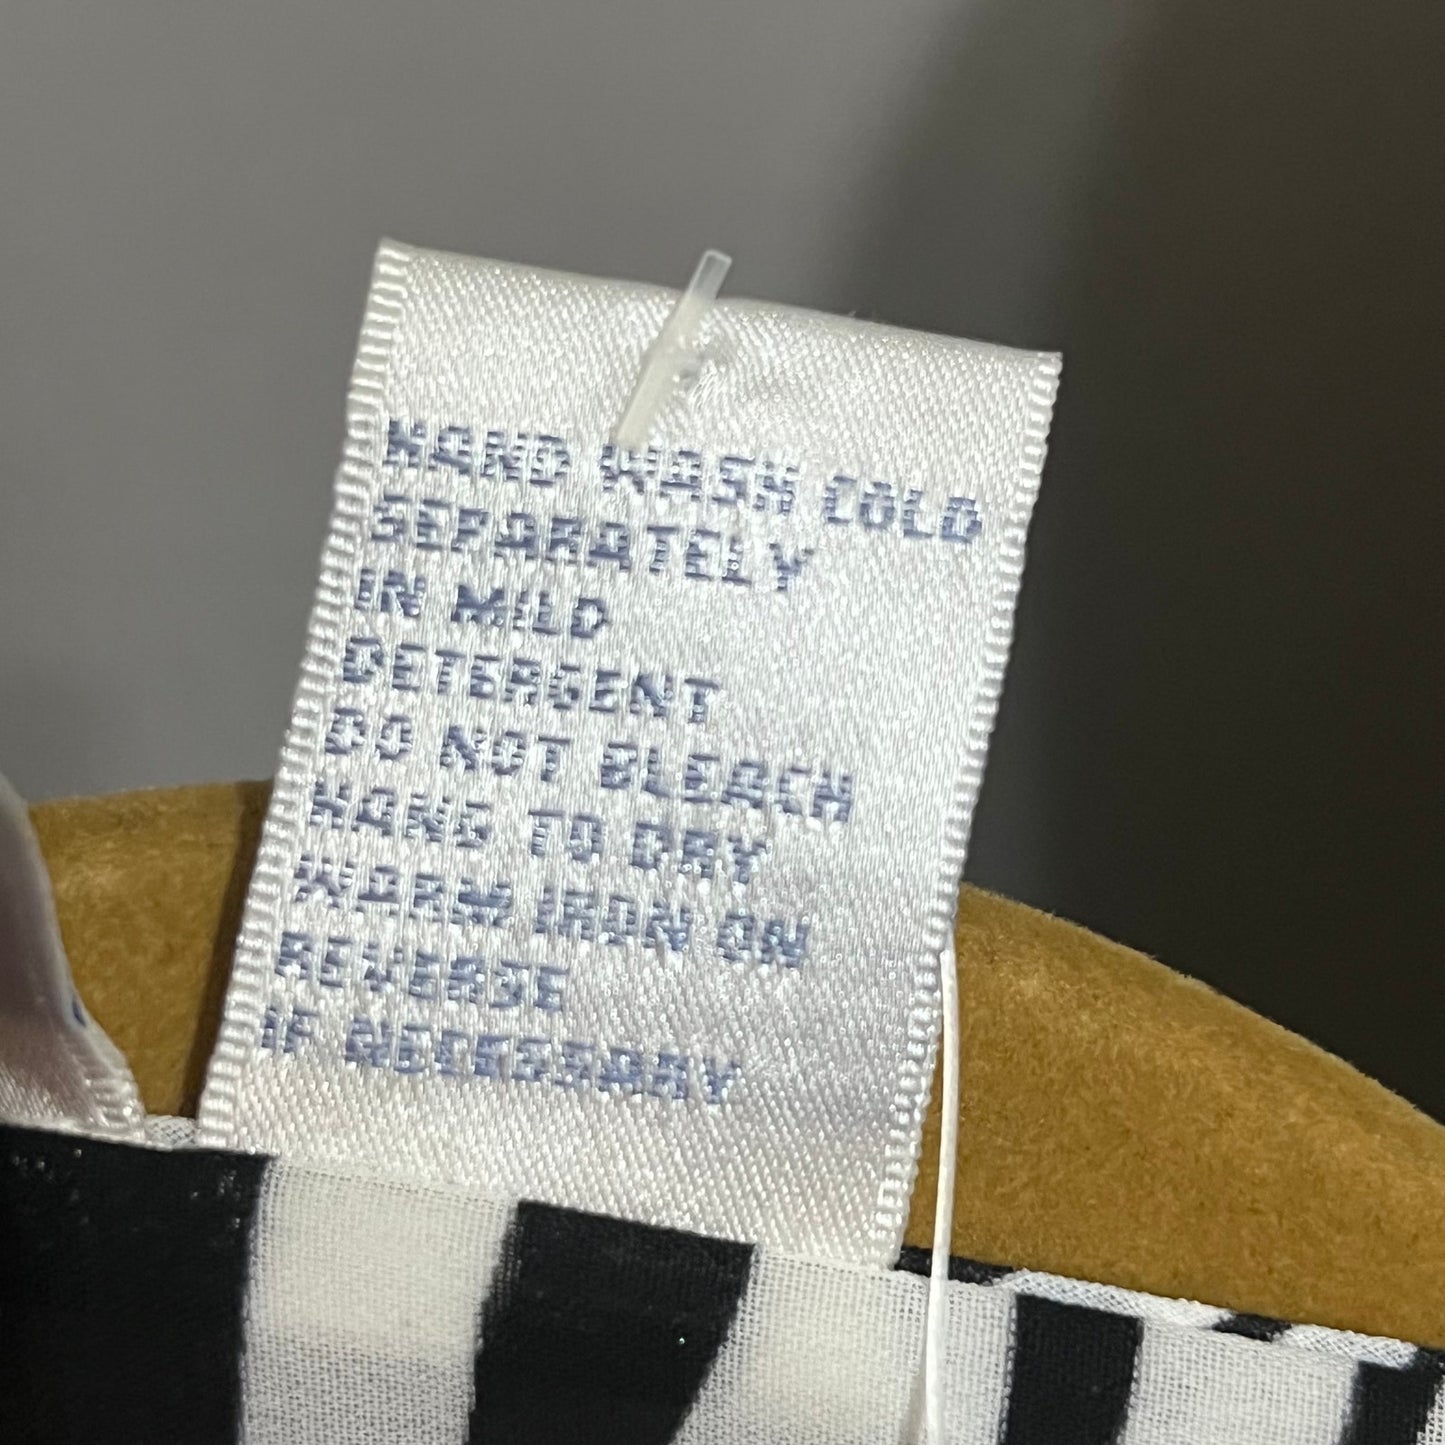 HAND WASH COLD
SEPARATELY
IN MILD
DETERGENT
DO NOT BLEACH
HANG TO DRY
WARM IRON ON
REVERSE
IF NECESSARY